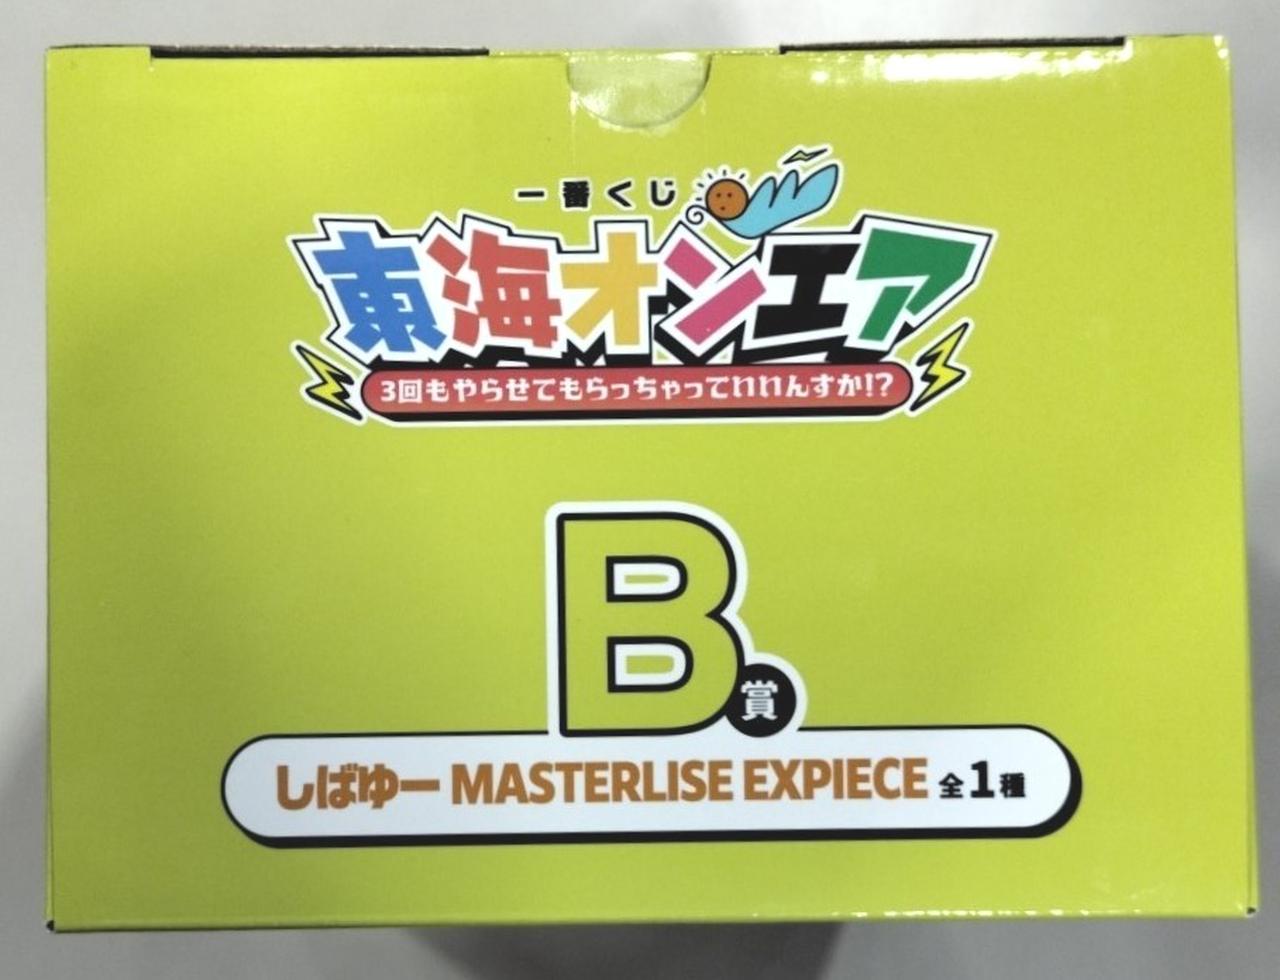 一番くじ
東海オンエア
3回もやらせてもらっちゃっていいんすか!?
B賞
しばゆー MASTERLISE EXPIECE 全1種